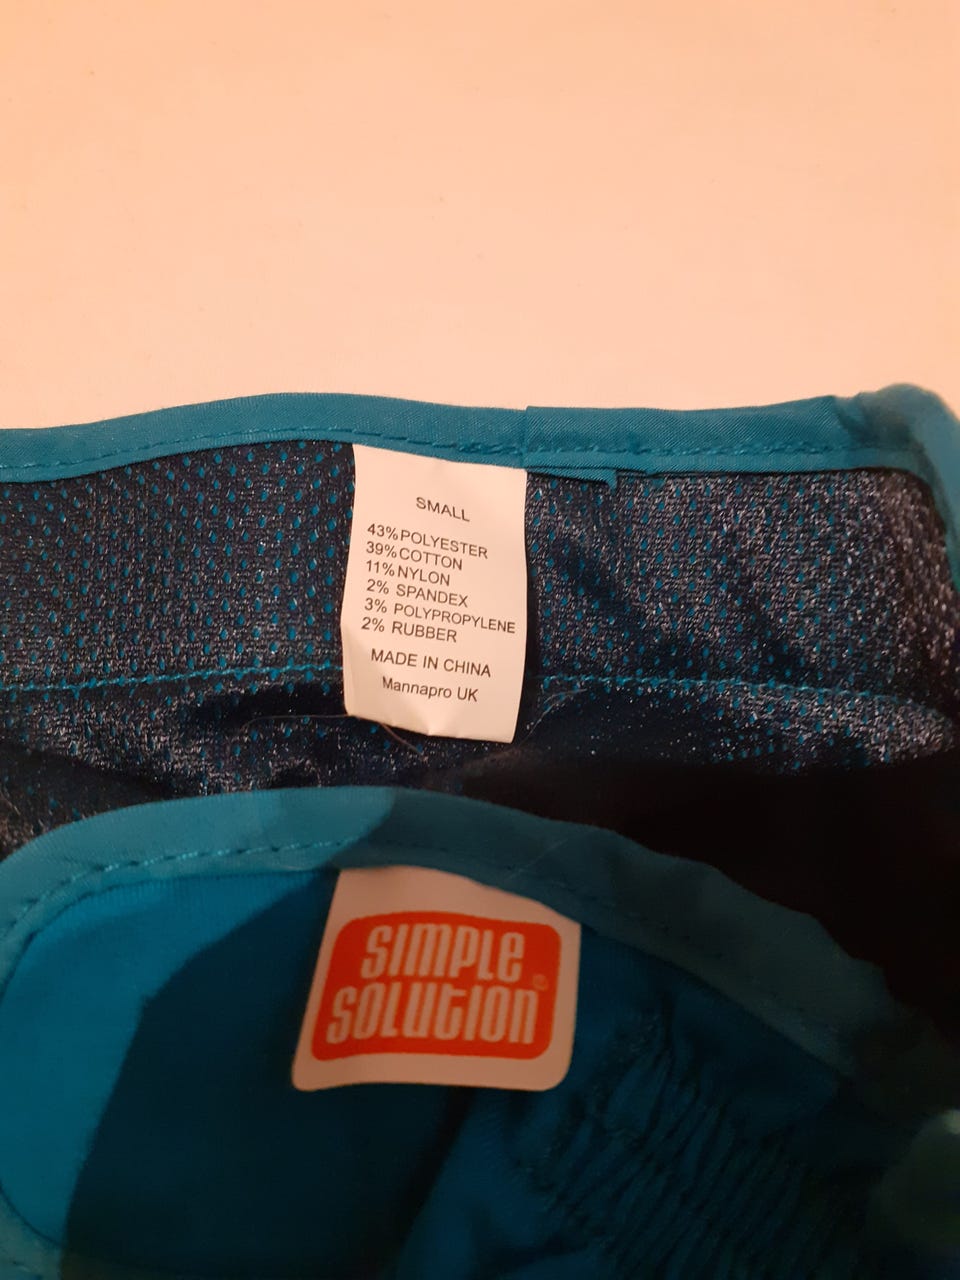 SMALL
43% POLYESTER
39% COTTON
11% NYLON
2% SPANDEX
3% POLYPROPYLENE
2% RUBBER
MADE IN CHINA
Mannapro UK
SIMPLE
SOLUTION